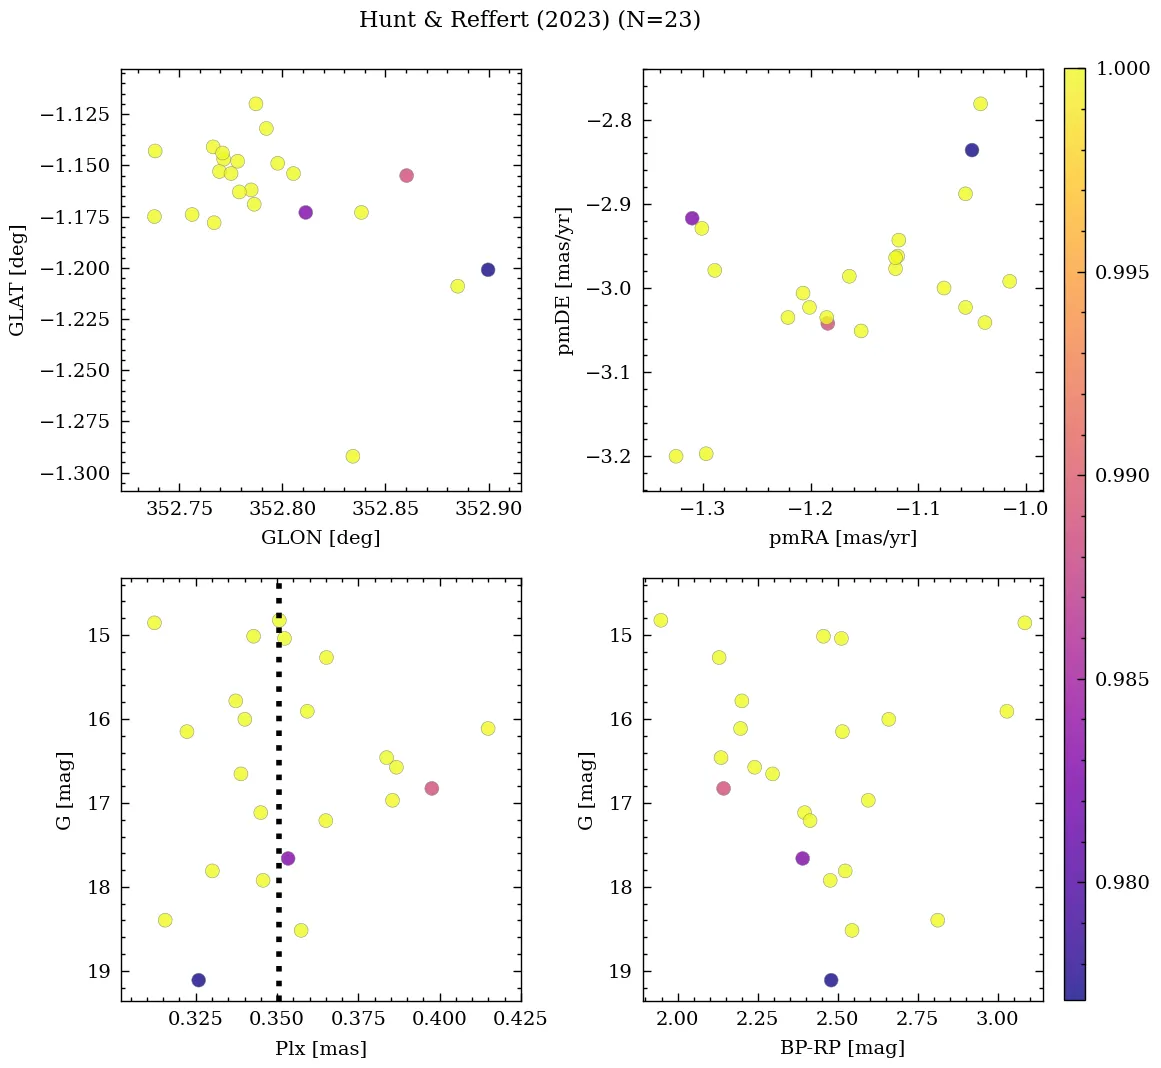 Hunt & Reffert (2023) (N=23)
−1.125
−1.150
−1.175
−1.200
−1.225
−1.250
−1.275
−1.300
GLAT [deg]
352.75 352.80 352.85 352.90
GLON [deg]
−2.8
−2.9
−3.0
−3.1
−3.2
pmDE [mas/yr]
−1.3 −1.2 −1.1 −1.0
pmRA [mas/yr]
15
16
17
18
19
G [mag]
0.325 0.350 0.375 0.400 0.425
Plx [mas]
15
16
17
18
19
G [mag]
2.00 2.25 2.50 2.75 3.00
BP-RP [mag]
1.000
0.995
0.990
0.985
0.980